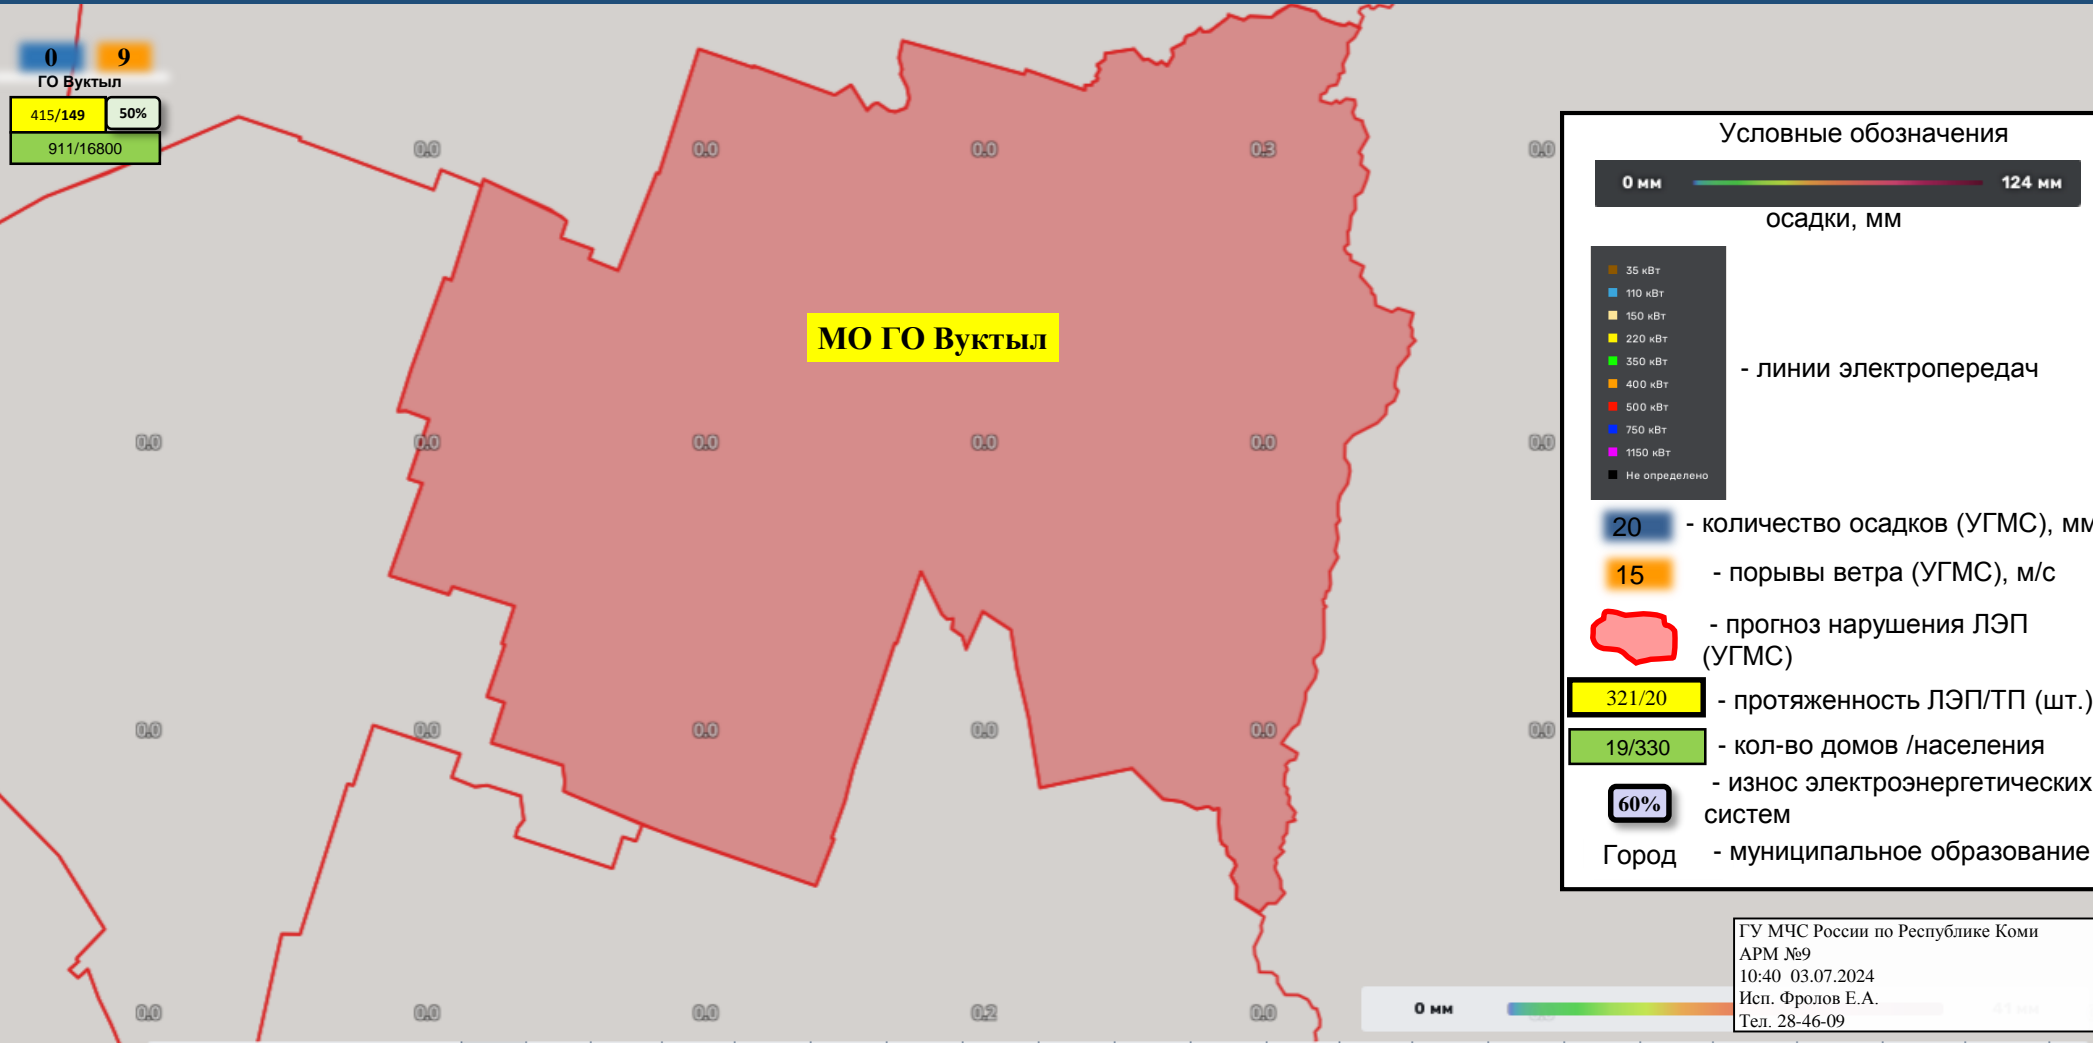 0 9
ГО Вуктыл
415/149 50%
911/16800
0.0 0.0 0.0 0.3 0.0
МО ГО Вуктыл
0.0 0.0 0.0 0.0 0.0 0.0
0.0 0.0 0.0 0.0 0.0 0.0
0.0 0.0 0.0 0.2 0.0
Условные обозначения
0 мм 124 мм
осадки, мм
35 кВт
110 кВт
150 кВт
220 кВт
350 кВт
400 кВт
500 кВт
750 кВт
1150 кВт
Не определено
- линии электропередач
20 - количество осадков (УГМС), мм
15 - порывы ветра (УГМС), м/с
- прогноз нарушения ЛЭП
(УГМС)
321/20 - протяженность ЛЭП/ТП (шт.)
19/330 - кол-во домов /населения
- износ электроэнергетических
60%
систем
Город - муниципальное образование
ГУ МЧС России по Республике Коми
АРМ №9
10:40 03.07.2024
Исп. Фролов Е.А.
Тел. 28-46-09
0 мм